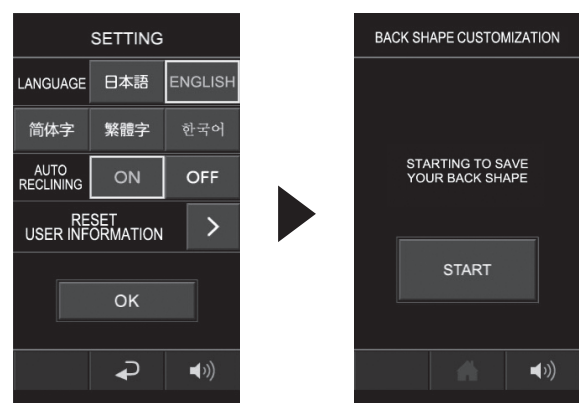 SETTING
LANGUAGE 日本語 ENGLISH
简体字 繁體字 한국어
AUTO
RECLINING ON OFF
RESET
USER INFORMATION >
OK
BACK SHAPE CUSTOMIZATION
STARTING TO SAVE
YOUR BACK SHAPE
START